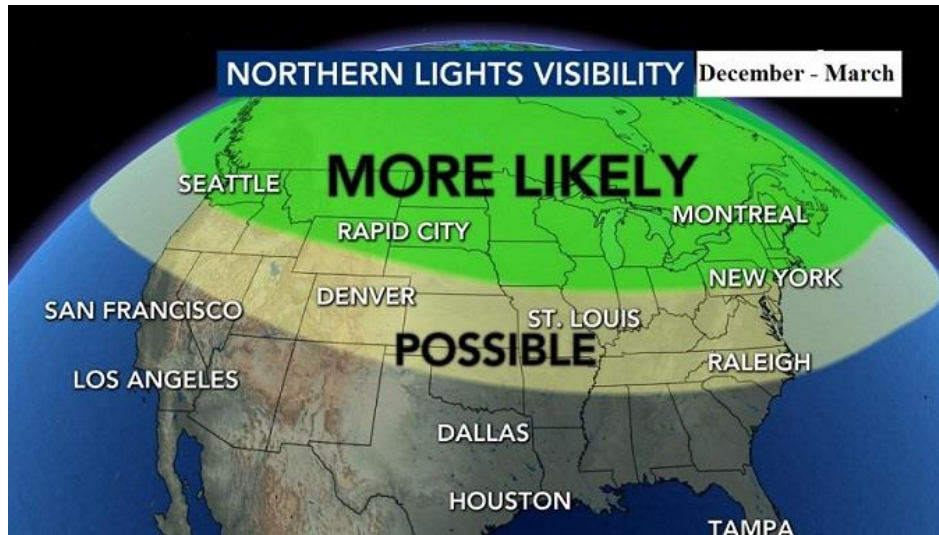 NORTHERN LIGHTS VISIBILITY December - March
MORE LIKELY
SEATTLE
MONTREAL
RAPID CITY
NEW YORK
DENVER
SAN FRANCISCO
ST. LOUIS
POSSIBLE
RALEIGH
LOS ANGELES
DALLAS
HOUSTON
TAMPA